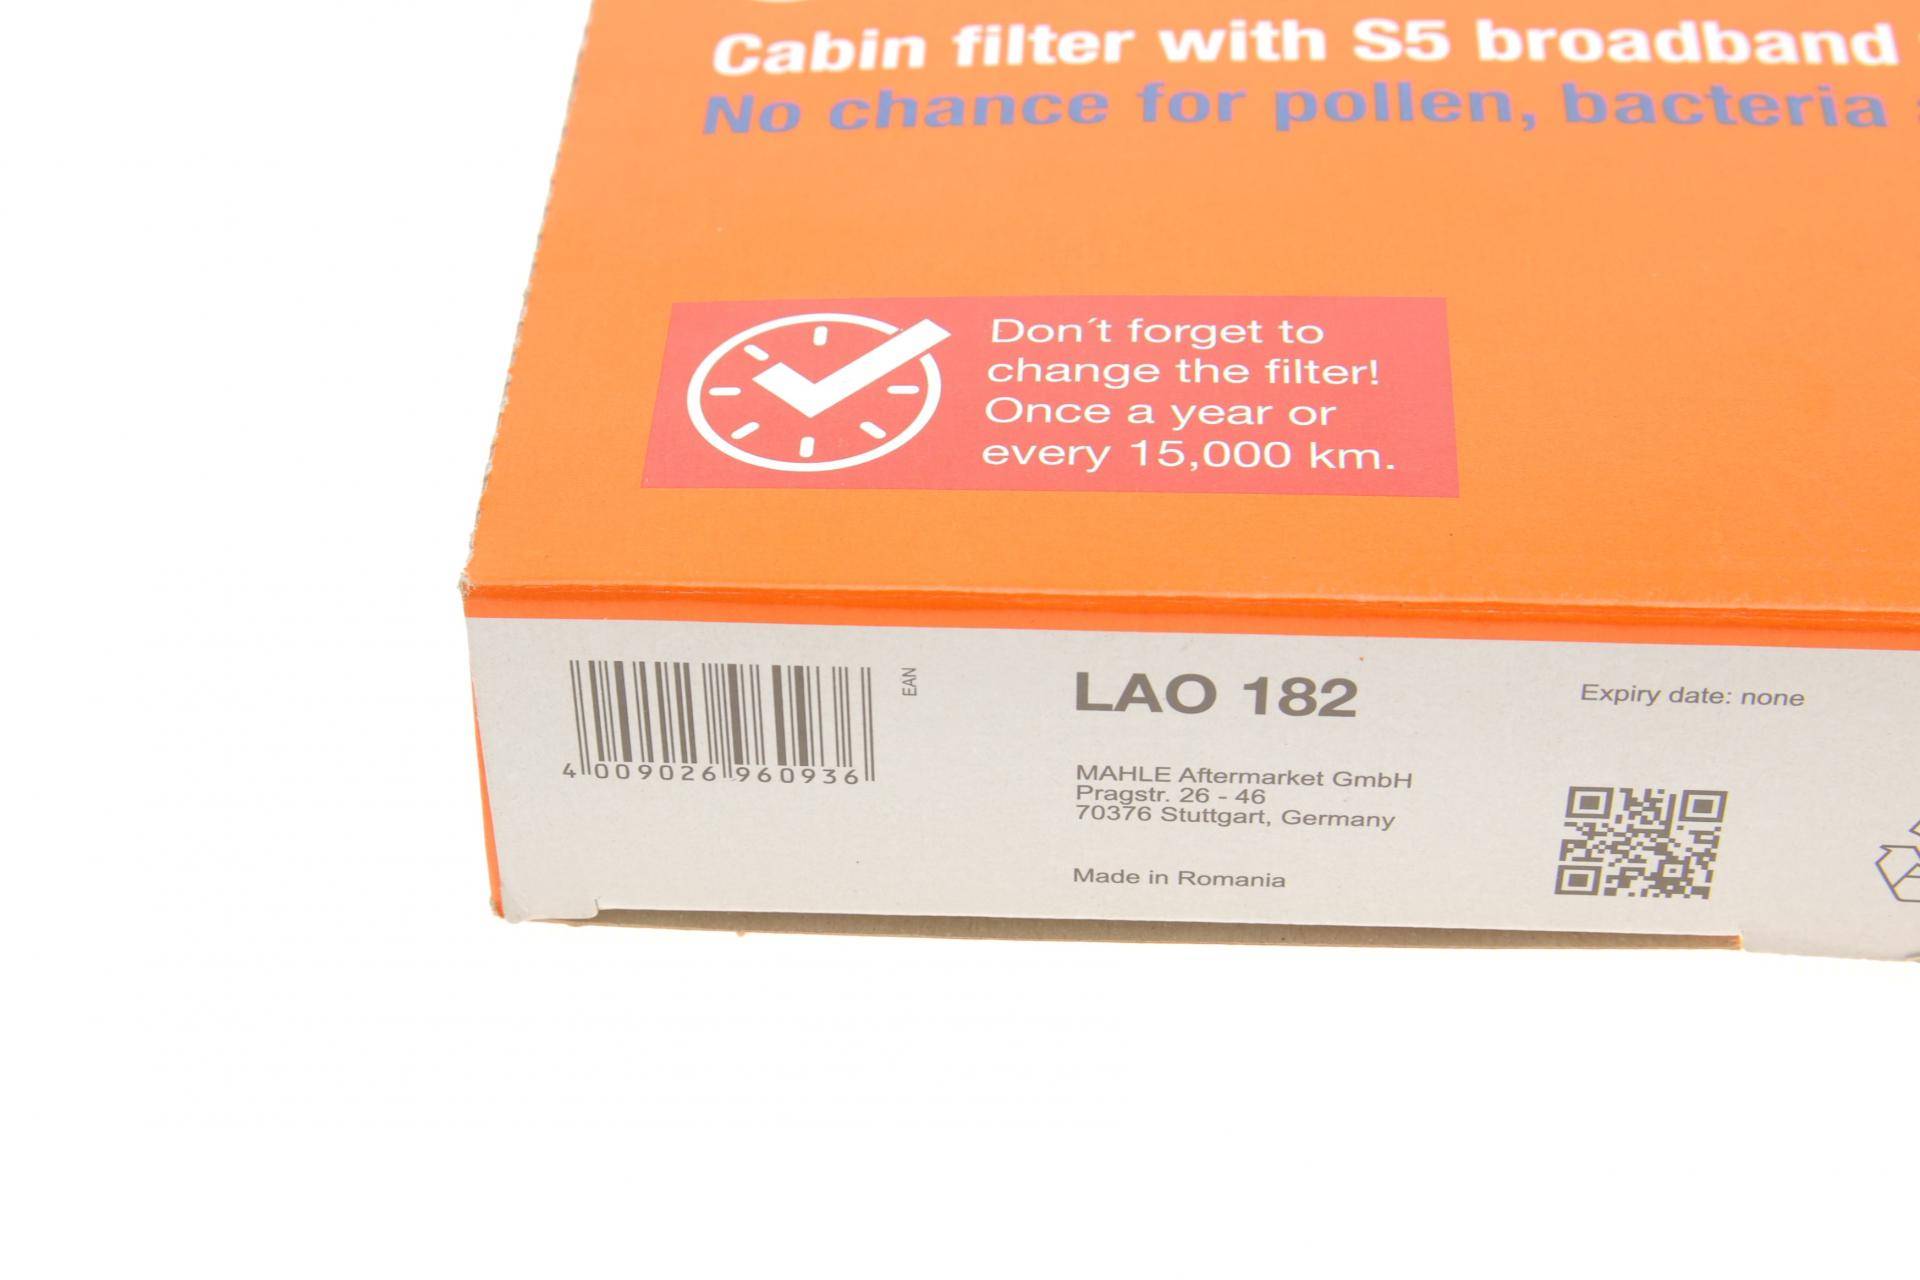 Cabin filter with S5 broadband
No chance for pollen, bacteria
Don´t forget to
change the filter!
Once a year or
every 15,000 km.
EAN
4 009026 960936
LAO 182
MAHLE Aftermarket GmbH
Pragstr. 26 - 46
70376 Stuttgart, Germany
Made in Romania
Expiry date: none